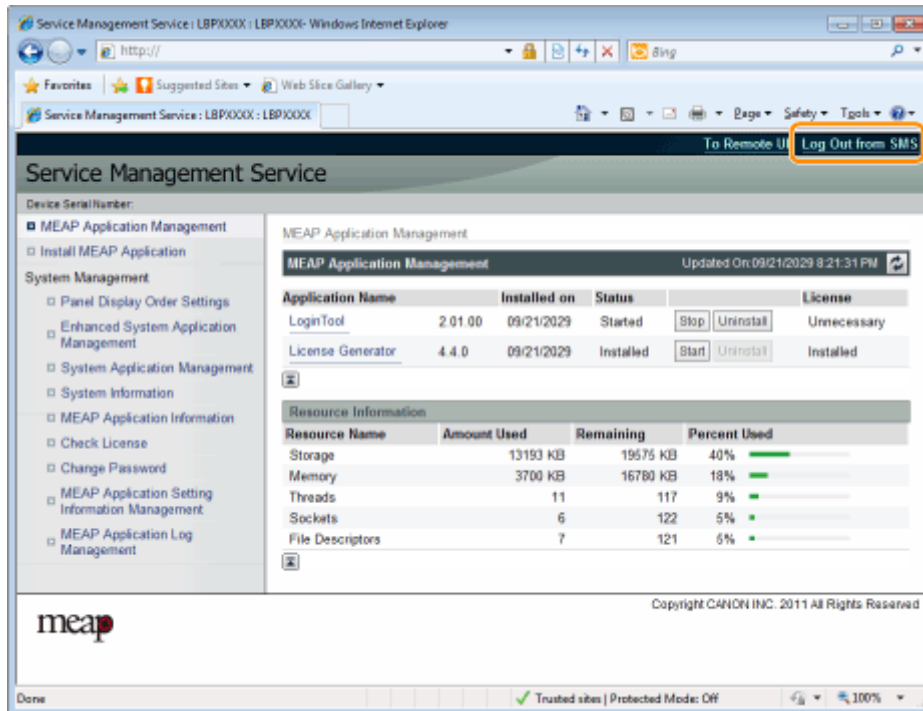 Service Management Service : LBPXXXX : LBPXXXX- Windows Internet Explorer
http://
Bing
Favorites Suggested Sites Web Slice Gallery
Service Management Service : LBPXXXX : LBPXXXX
Page Safety Tools
To Remote UI Log Out from SMS
Service Management Service
Device Serial Number:
MEAP Application Management
Install MEAP Application
System Management
Panel Display Order Settings
Enhanced System Application
Management
System Application Management
System Information
MEAP Application Information
Check License
Change Password
MEAP Application Setting
Information Management
MEAP Application Log
Management
MEAP Application Management
MEAP Application Management Updated On:09/21/2029 8:21:31 PM
Application Name Installed on Status License
LoginTool 2.01.00 09/21/2029 Started Stop Uninstall Unnecessary
License Generator 4.4.0 09/21/2029 Installed Start Uninstall Installed
Resource Information
Resource Name Amount Used Remaining Percent Used
Storage 13193 KB 19575 KB 40%
Memory 3700 KB 16780 KB 18%
Threads 11 117 9%
Sockets 6 122 5%
File Descriptors 7 121 6%
Copyright CANON INC. 2011 All Rights Reserved
meap
Done Trusted sites | Protected Mode: Off 100%